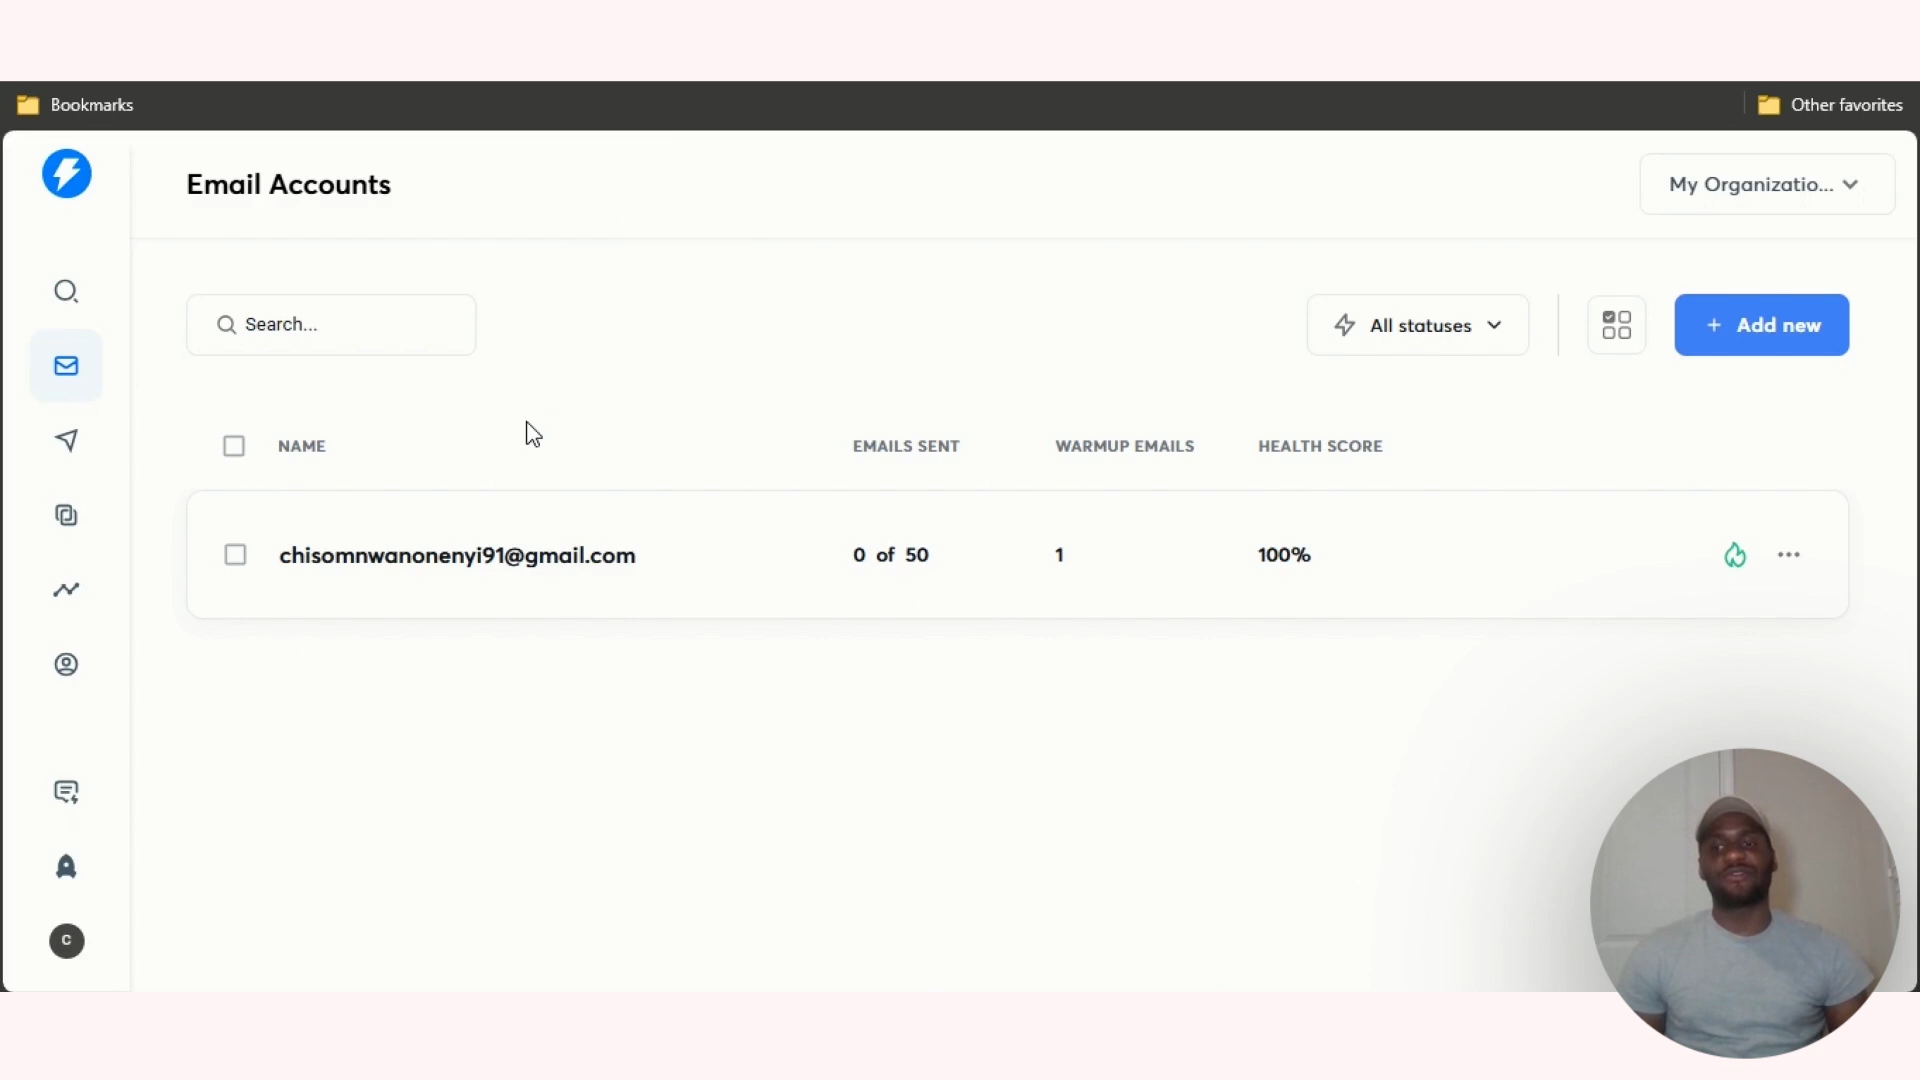 Bookmarks
Other favorites
Email Accounts
My Organizatio...
Search...
All statuses
+ Add new
NAME
EMAILS SENT
WARMUP EMAILS
HEALTH SCORE
chisomnwanonenyi91@gmail.com
0 of 50
1
100%
C